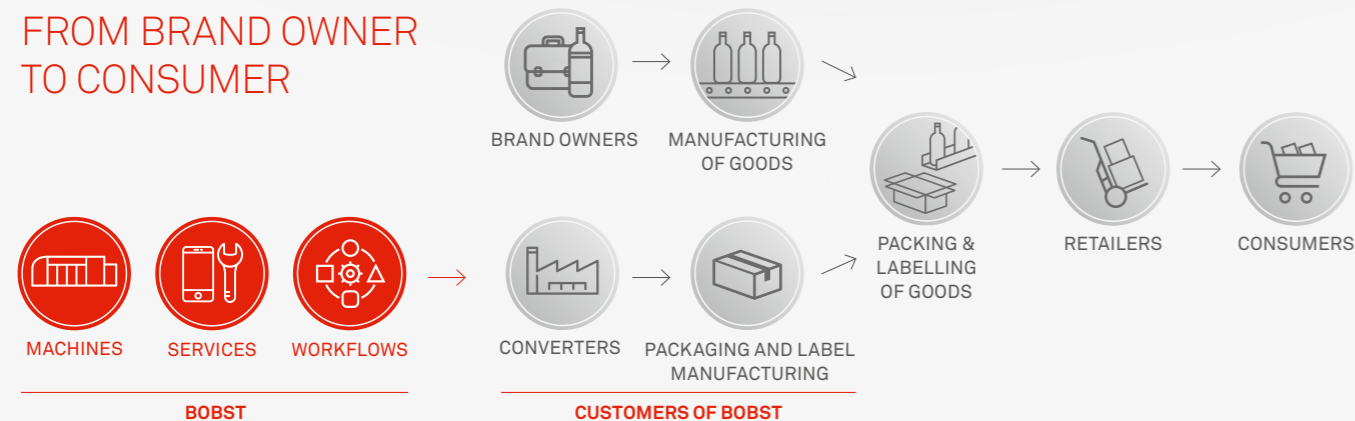 FROM BRAND OWNER
TO CONSUMER
BRAND OWNERS
MANUFACTURING
OF GOODS
PACKING &
LABELLING
OF GOODS
RETAILERS
CONSUMERS
MACHINES
SERVICES
WORKFLOWS
CONVERTERS
PACKAGING AND LABEL
MANUFACTURING
BOBST
CUSTOMERS OF BOBST